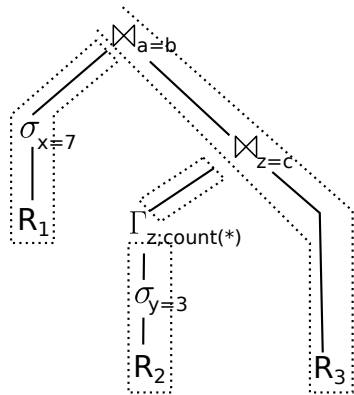 ⋈a=b
σx=7
⋈z=c
R1
Γz;count(*)
σy=3
R2
R3